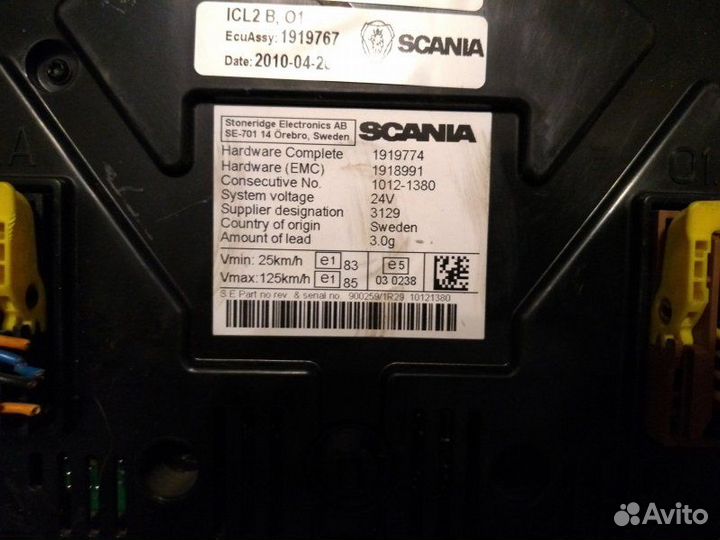 ICL2 B, O1
EcuAssy: 1919767
Date: 2010-04-2
SCANIA
Stoneridge Electronics AB
SE-701 14 Örebro, Sweden
SCANIA
Hardware Complete 1919774
Hardware (EMC) 1918991
Consecutive No. 1012-1380
System voltage 24V
Supplier designation 3129
Country of origin Sweden
Amount of lead 3.0g
Vmin: 25km/h e1 83 e5
Vmax: 125km/h e1 85 03 0238
S E Part no rev & serial no. 900259/1R29 10121380
A
Avito